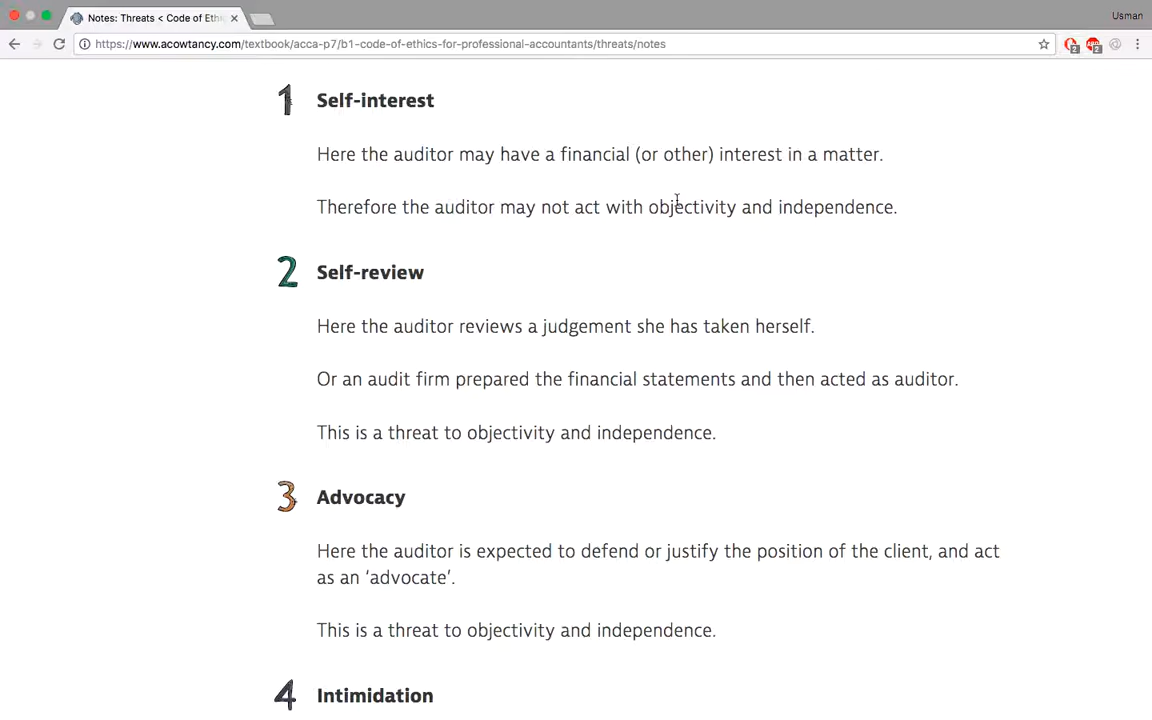 Notes: Threats < Code of Ethi
Usman
https://www.acowtancy.com/textbook/acca-p7/b1-code-of-ethics-for-professional-accountants/threats/notes
2
2
1 Self-interest
Here the auditor may have a financial (or other) interest in a matter.
Therefore the auditor may not act with objectivity and independence.
2 Self-review
Here the auditor reviews a judgement she has taken herself.
Or an audit firm prepared the financial statements and then acted as auditor.
This is a threat to objectivity and independence.
3 Advocacy
Here the auditor is expected to defend or justify the position of the client, and act
as an ‘advocate’.
This is a threat to objectivity and independence.
4 Intimidation